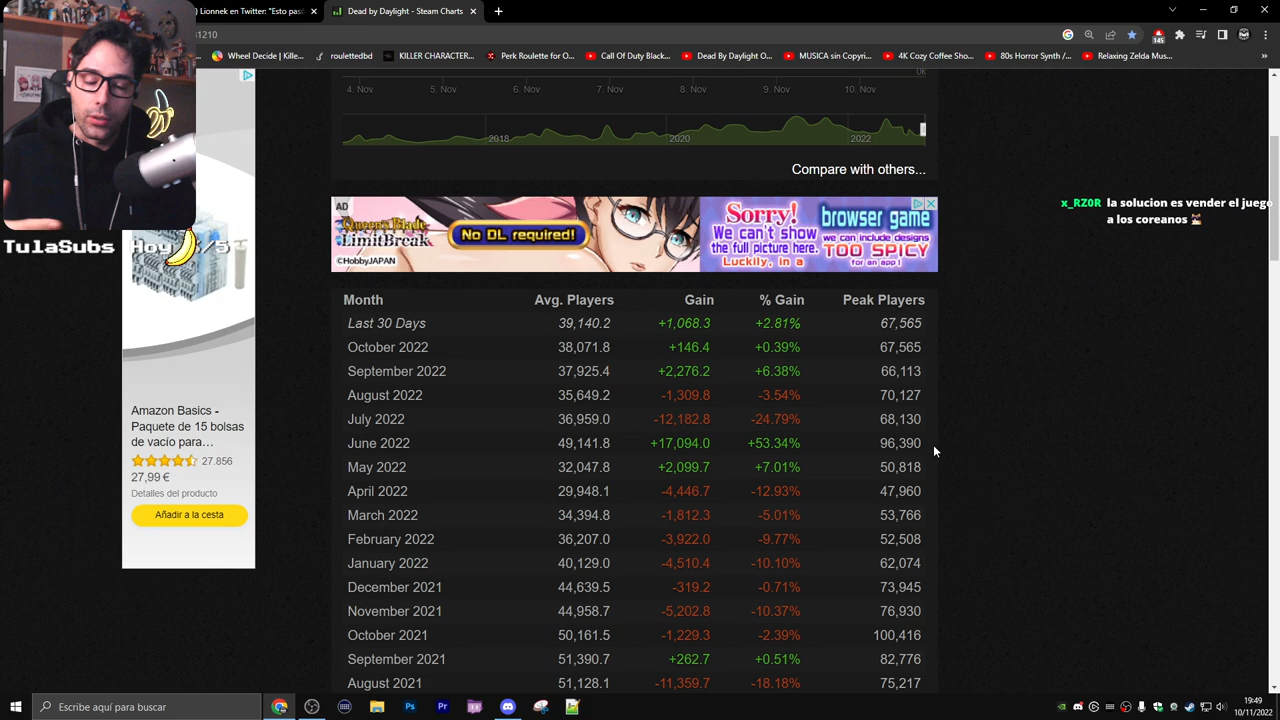 Lionnek en Twitter: "Esto pasó
Dead by Daylight - Steam Charts
Wheel Decide | Kille...
roulettedbd
KILLER CHARACTER...
Perk Roulette for O...
Call Of Duty Black...
Dead By Daylight O...
MUSICA sin Copyri...
4K Cozy Coffee Sho...
80s Horror Synth /...
Relaxing Zelda Mus...
145
4. Nov
5. Nov
6. Nov
7. Nov
8. Nov
9. Nov
10. Nov
2018
2020
2022
Compare with others...
AD
Queen's Blade
LimitBreak
©HobbyJAPAN
No DL required!
Sorry!
We can't show
the full picture here.
Luckily, in a
browser game
we can include designs
TOO SPICY
for an app!
x_RZ0R la solucion es vender el juego
a los coreanos
TulaSubs Hoy /5
Amazon Basics -
Paquete de 15 bolsas
de vacío para...
27.856
27,99 €
Detalles del producto
Añadir a la cesta
Month Avg. Players Gain % Gain Peak Players
Last 30 Days 39,140.2 +1,068.3 +2.81% 67,565
October 2022 38,071.8 +146.4 +0.39% 67,565
September 2022 37,925.4 +2,276.2 +6.38% 66,113
August 2022 35,649.2 -1,309.8 -3.54% 70,127
July 2022 36,959.0 -12,182.8 -24.79% 68,130
June 2022 49,141.8 +17,094.0 +53.34% 96,390
May 2022 32,047.8 +2,099.7 +7.01% 50,818
April 2022 29,948.1 -4,446.7 -12.93% 47,960
March 2022 34,394.8 -1,812.3 -5.01% 53,766
February 2022 36,207.0 -3,922.0 -9.77% 52,508
January 2022 40,129.0 -4,510.4 -10.10% 62,074
December 2021 44,639.5 -319.2 -0.71% 73,945
November 2021 44,958.7 -5,202.8 -10.37% 76,930
October 2021 50,161.5 -1,229.3 -2.39% 100,416
September 2021 51,390.7 +262.7 +0.51% 82,776
August 2021 51,128.1 -11,359.7 -18.18% 75,217
Escribe aquí para buscar
19:49
10/11/2022